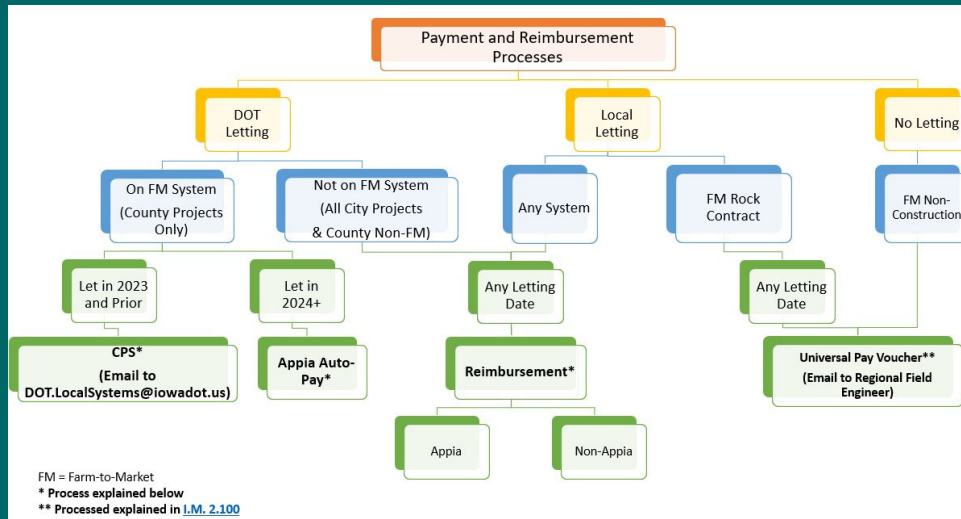 Payment and Reimbursement
Processes
DOT
Letting
Local
Letting
No Letting
On FM System
(County Projects
Only)
Not on FM System
(All City Projects
& County Non-FM)
Any System
FM Rock
Contract
FM Non-
Construction
Let in 2023
and Prior
Let in
2024+
Any Letting
Date
Any Letting
Date
CPS*
(Email to
DOT.LocalSystems@iowadot.us)
Appia Auto-
Pay*
Reimbursement*
Universal Pay Voucher**
(Email to Regional Field
Engineer)
Appia
Non-Appia
FM = Farm-to-Market
* Process explained below
** Processed explained in I.M. 2.100